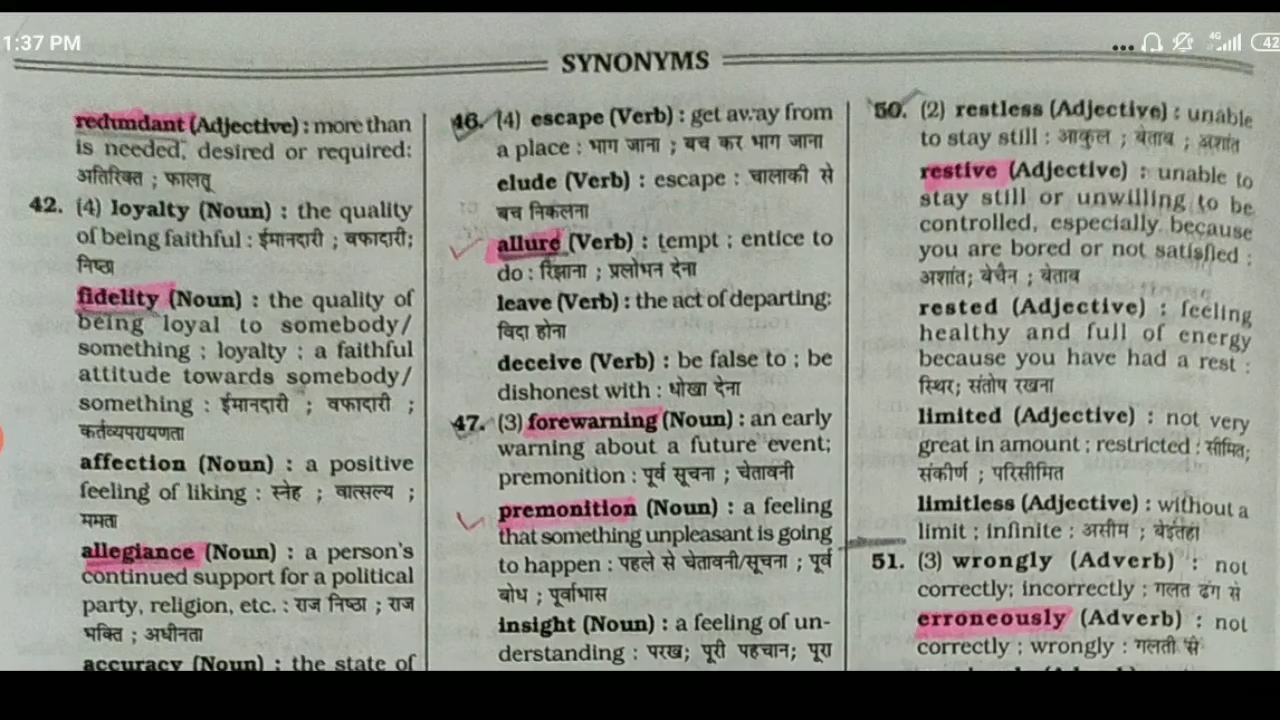 1:37 PM
4G
42
SYNONYMS
redundant (Adjective) : more than
is needed, desired or required:
अतिरिक्त ; फालतू
42. (4) loyalty (Noun) : the quality
of being faithful : ईमानदारी ; वफादारी;
निष्ठा
fidelity (Noun) : the quality of
being loyal to somebody/
something ; loyalty ; a faithful
attitude towards somebody/
something : ईमानदारी ; वफादारी ;
कर्तव्यपरायणता
affection (Noun) : a positive
feeling of liking : स्नेह ; वात्सल्य ;
ममता
allegiance (Noun) : a person's
continued support for a political
party, religion, etc. : राज निष्ठा ; राज
भक्ति ; अधीनता
accuracy (Noun) : the state of
46. (4) escape (Verb) : get away from
a place : भाग जाना ; बच कर भाग जाना
elude (Verb) : escape : चालाकी से
बच निकलना
allure (Verb) : tempt ; entice to
do : रिझाना ; प्रलोभन देना
leave (Verb) : the act of departing:
विदा होना
deceive (Verb) : be false to ; be
dishonest with : धोखा देना
47. (3) forewarning (Noun) : an early
warning about a future event;
premonition : पूर्व सूचना ; चेतावनी
premonition (Noun) : a feeling
that something unpleasant is going
to happen : पहले से चेतावनी/सूचना ; पूर्व
बोध ; पूर्वाभास
insight (Noun) : a feeling of un-
derstanding : परख; पूरी पहचान; पूरा
50. (2) restless (Adjective) : unable
to stay still : आकुल ; बेताब ; अशांत
restive (Adjective) : unable to
stay still or unwilling to be
controlled, especially because
you are bored or not satisfied :
अशांत; बेचैन ; बेताब
rested (Adjective) : feeling
healthy and full of energy
because you have had a rest :
स्थिर; संतोष रखना
limited (Adjective) : not very
great in amount ; restricted : सीमित;
संकीर्ण ; परिसीमित
limitless (Adjective) : without a
limit ; infinite : असीम ; बेइंतहा
51. (3) wrongly (Adverb) : not
correctly; incorrectly ; गलत ढंग से
erroneously (Adverb) : not
correctly ; wrongly : गलती से